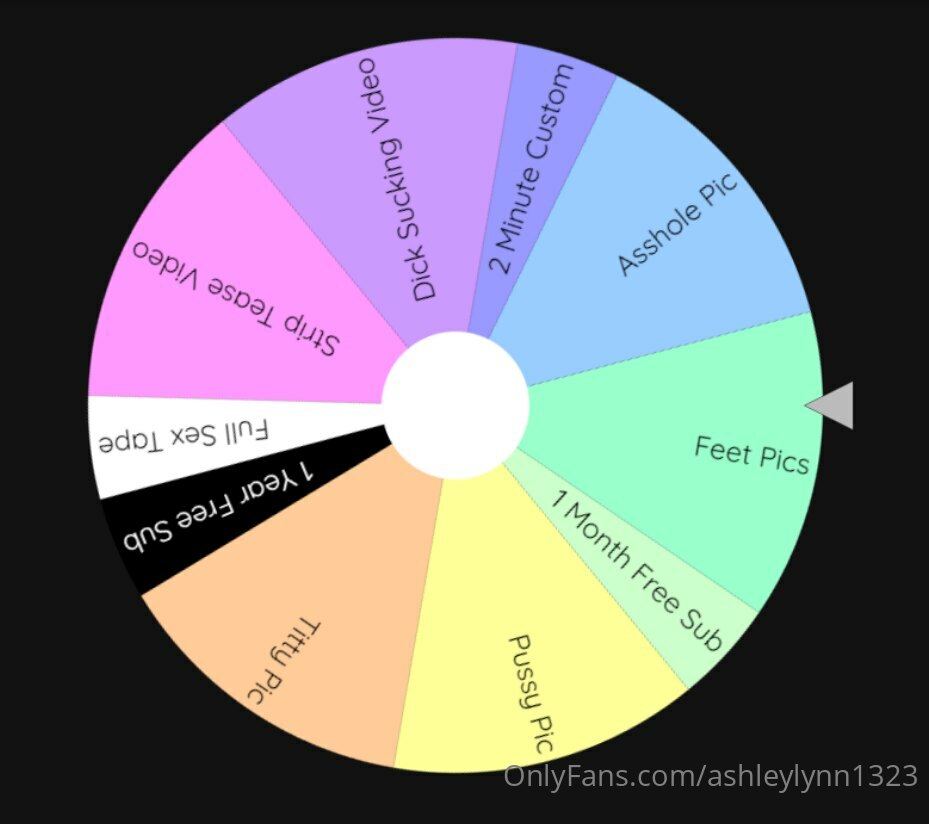 Dick Sucking Video
2 Minute Custom
Asshole Pic
Feet Pics
1 Month Free Sub
Pussy Pic
Titty Pic
1 Year Free Sub
Full Sex Tape
Strip Tease Video
OnlyFans.com/ashleylynn1323